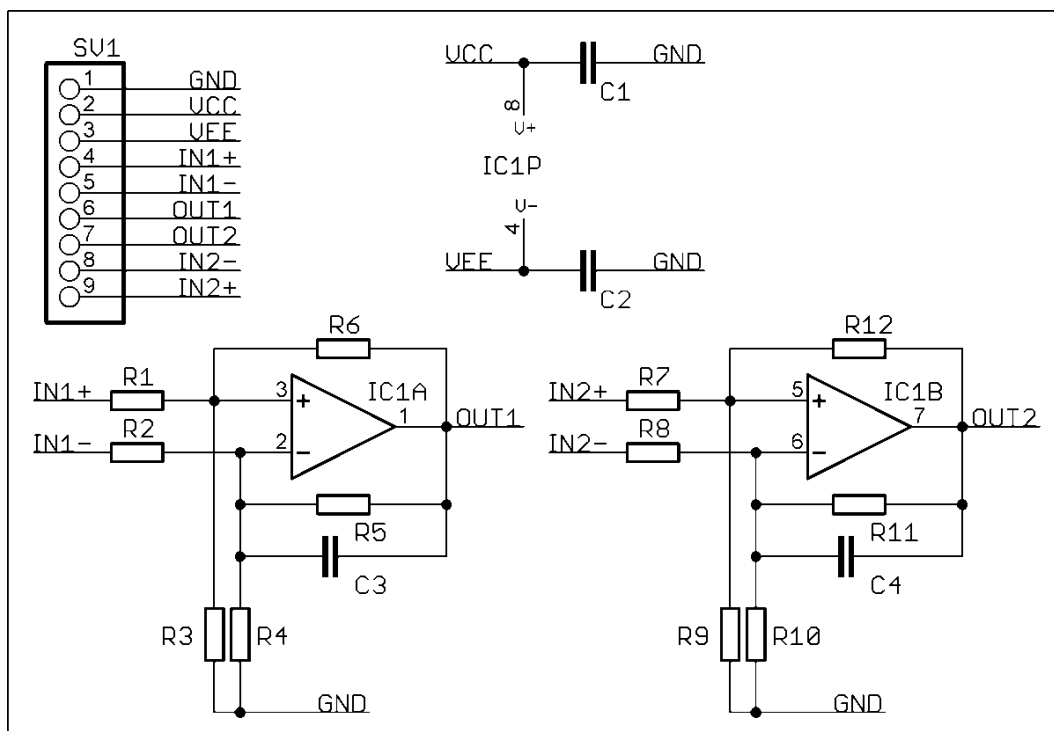 SV1
1 GND
2 VCC
3 VEE
4 IN1+
5 IN1-
6 OUT1
7 OUT2
8 IN2-
9 IN2+
VCC GND
C1
8
V+
IC1P
V-
4
VEE GND
C2
R6
IN1+ R1 3 + IC1A
1 OUT1
IN1- R2 2 -
R5
C3
R3 R4
GND
R12
IN2+ R7 5 + IC1B
7 OUT2
IN2- R8 6 -
R11
C4
R9 R10
GND